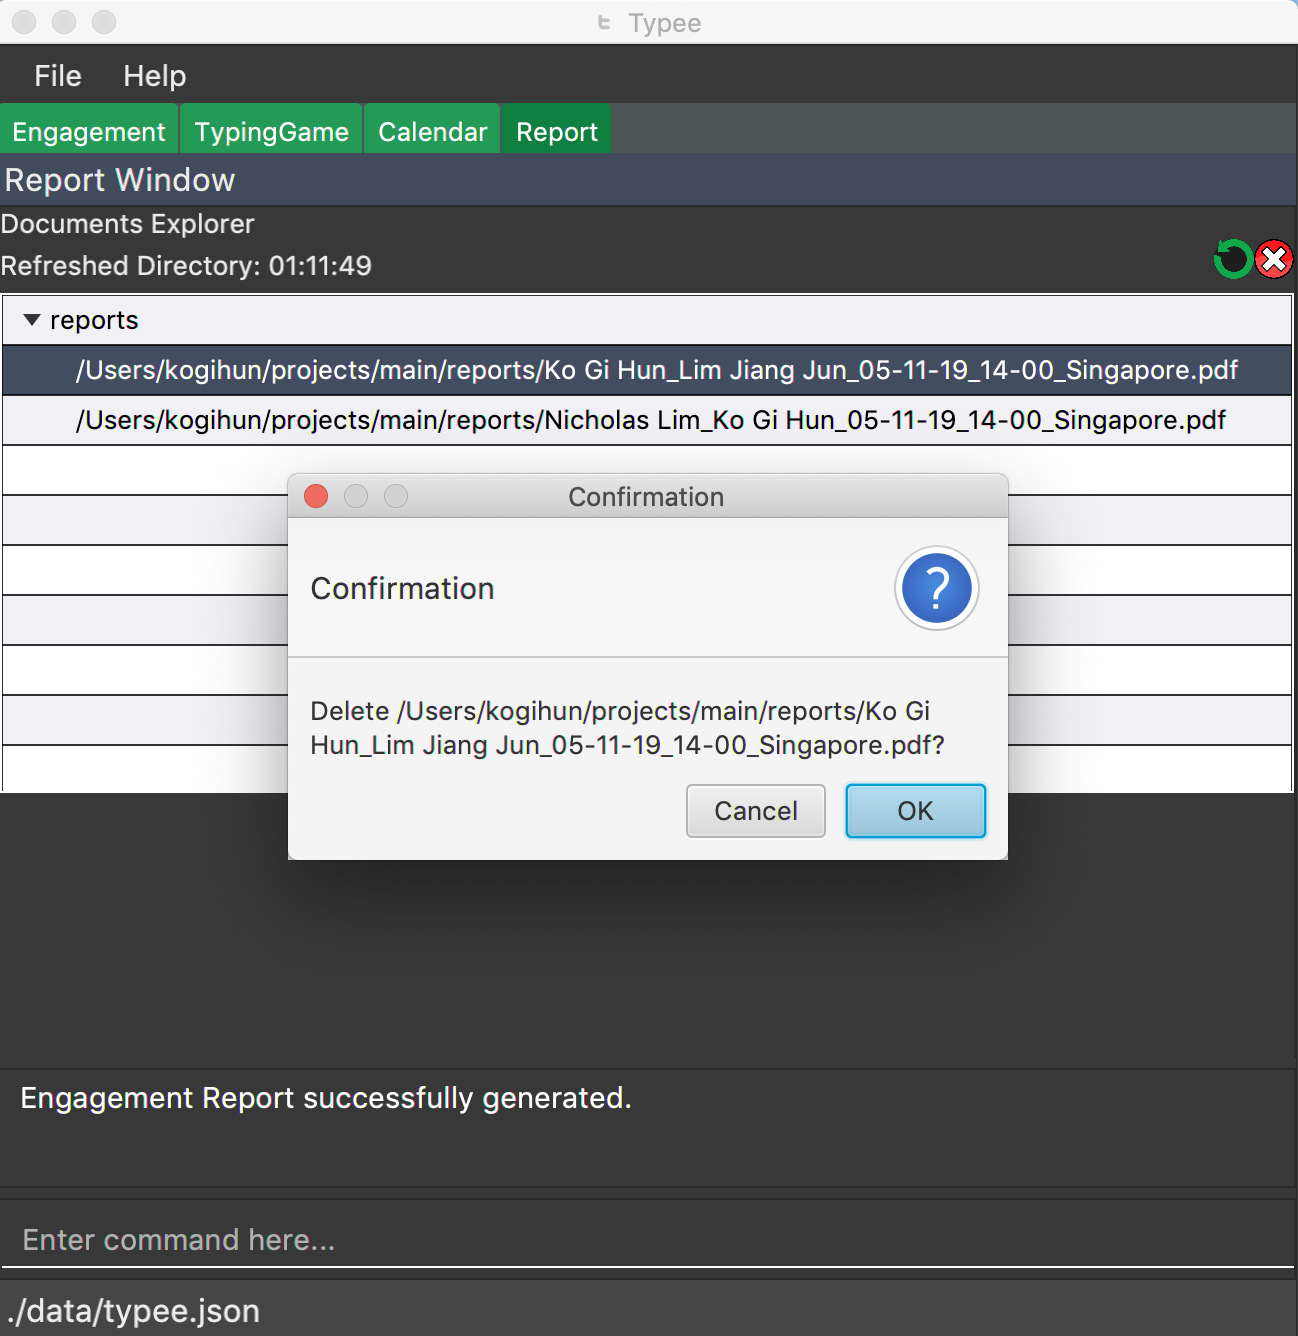 Typee
File Help
Engagement TypingGame Calendar Report
Report Window
Documents Explorer
Refreshed Directory: 01:11:49
reports
/Users/kogihun/projects/main/reports/Ko Gi Hun_Lim Jiang Jun_05-11-19_14-00_Singapore.pdf
/Users/kogihun/projects/main/reports/Nicholas Lim_Ko Gi Hun_05-11-19_14-00_Singapore.pdf
Confirmation
Confirmation
?
Delete /Users/kogihun/projects/main/reports/Ko Gi
Hun_Lim Jiang Jun_05-11-19_14-00_Singapore.pdf?
Cancel OK
Engagement Report successfully generated.
Enter command here...
./data/typee.json